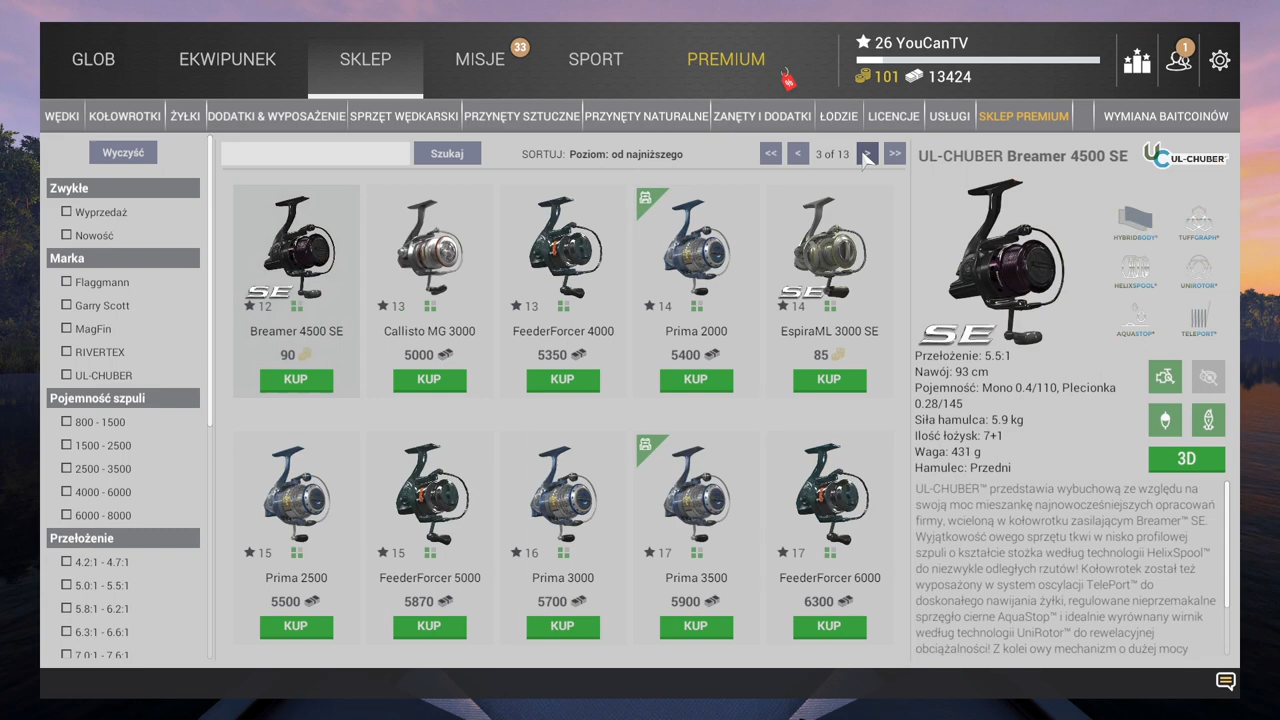 GLOB
EKWIPUNEK
SKLEP
MISJE
33
SPORT
PREMIUM
%
26 YouCanTV
101 13424
1
WĘDKI
KOŁOWROTKI
ŻYŁKI
DODATKI & WYPOSAŻENIE
SPRZĘT WĘDKARSKI
PRZYNĘTY SZTUCZNE
PRZYNĘTY NATURALNE
ZANĘTY I DODATKI
ŁODZIE
LICENCJE
USŁUGI
SKLEP PREMIUM
WYMIANA BAITCOINÓW
Wyczyść
Zwykłe
Wyprzedaż
Nowość
Marka
Flaggmann
Garry Scott
MagFin
RIVERTEX
UL-CHUBER
Pojemność szpuli
800 - 1500
1500 - 2500
2500 - 3500
4000 - 6000
6000 - 8000
Przełożenie
4.2:1 - 4.7:1
5.0:1 - 5.5:1
5.8:1 - 6.2:1
6.3:1 - 6.6:1
7.0:1 - 7.6:1
Szukaj
SORTUJ: Poziom: od najniższego
<< < 3 of 13 > >>
SE
12
Breamer 4500 SE
90
KUP
13
Callisto MG 3000
5000
KUP
13
FeederForcer 4000
5350
KUP
14
Prima 2000
5400
KUP
SE
14
EspiraML 3000 SE
85
KUP
15
Prima 2500
5500
KUP
15
FeederForcer 5000
5870
KUP
16
Prima 3000
5700
KUP
17
Prima 3500
5900
KUP
17
FeederForcer 6000
6300
KUP
UL-CHUBER Breamer 4500 SE
UL-CHUBER
SE
HYBRIDBODY®
TUFFGRAPH®
HELIXSPOOL®
UNIROTOR®
AQUASTOP®
TELEPORT®
Przełożenie: 5.5:1
Nawój: 93 cm
Pojemność: Mono 0.4/110, Plecionka
0.28/145
Siła hamulca: 5.9 kg
Ilość łożysk: 7+1
Waga: 431 g
Hamulec: Przedni
3D
UL-CHUBER™ przedstawia wybuchową ze względu na
swoją moc mieszankę najnowocześniejszych opracowań
firmy, wcieloną w kołowrotku zasilającym Breamer™ SE.
Wyjątkowość owego sprzętu tkwi w nisko profilowej
szpuli o kształcie stożka według technologii HelixSpool™
do niezwykle odległych rzutów! Kołowrotek został też
wyposażony w system oscylacji TelePort™ do
doskonałego nawijania żyłki, regulowane nieprzemakalne
sprzęgło cierne AquaStop™ i idealnie wyrównany wirnik
według technologii UniRotor™ do rewelacyjnej
obciążalności! Z kolei owy mechanizm o dużej mocy